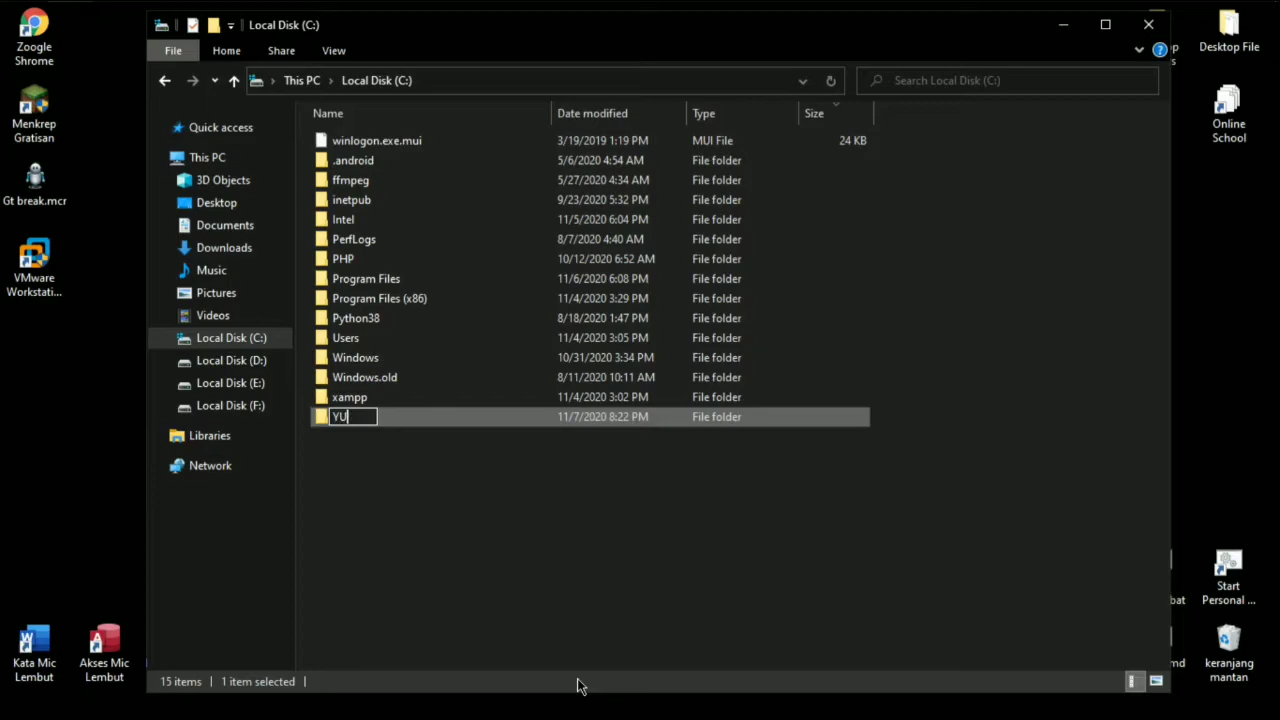 Local Disk (C:)
File Home Share View
This PC Local Disk (C:)
Search Local Disk (C:)
Name Date modified Type Size
Quick access
This PC
3D Objects
Desktop
Documents
Downloads
Music
Pictures
Videos
Local Disk (C:)
Local Disk (D:)
Local Disk (E:)
Local Disk (F:)
Libraries
Network
winlogon.exe.mui 3/19/2019 1:19 PM MUI File 24 KB
.android 5/6/2020 4:54 AM File folder
ffmpeg 5/27/2020 4:34 AM File folder
inetpub 9/23/2020 5:32 PM File folder
Intel 11/5/2020 6:04 PM File folder
PerfLogs 8/7/2020 4:40 AM File folder
PHP 10/12/2020 6:52 AM File folder
Program Files 11/6/2020 6:08 PM File folder
Program Files (x86) 11/4/2020 3:29 PM File folder
Python38 8/18/2020 1:47 PM File folder
Users 11/4/2020 3:05 PM File folder
Windows 10/31/2020 3:34 PM File folder
Windows.old 8/11/2020 10:11 AM File folder
xampp 11/4/2020 3:02 PM File folder
YU 11/7/2020 8:22 PM File folder
15 items 1 item selected
Zoogle
Shrome
Menkrep
Gratisan
Gt break.mcr
VMware
Workstati...
Kata Mic
Lembut
Akses Mic
Lembut
Desktop File
Online
School
Start
Personal ...
bat
md
keranjang
mantan